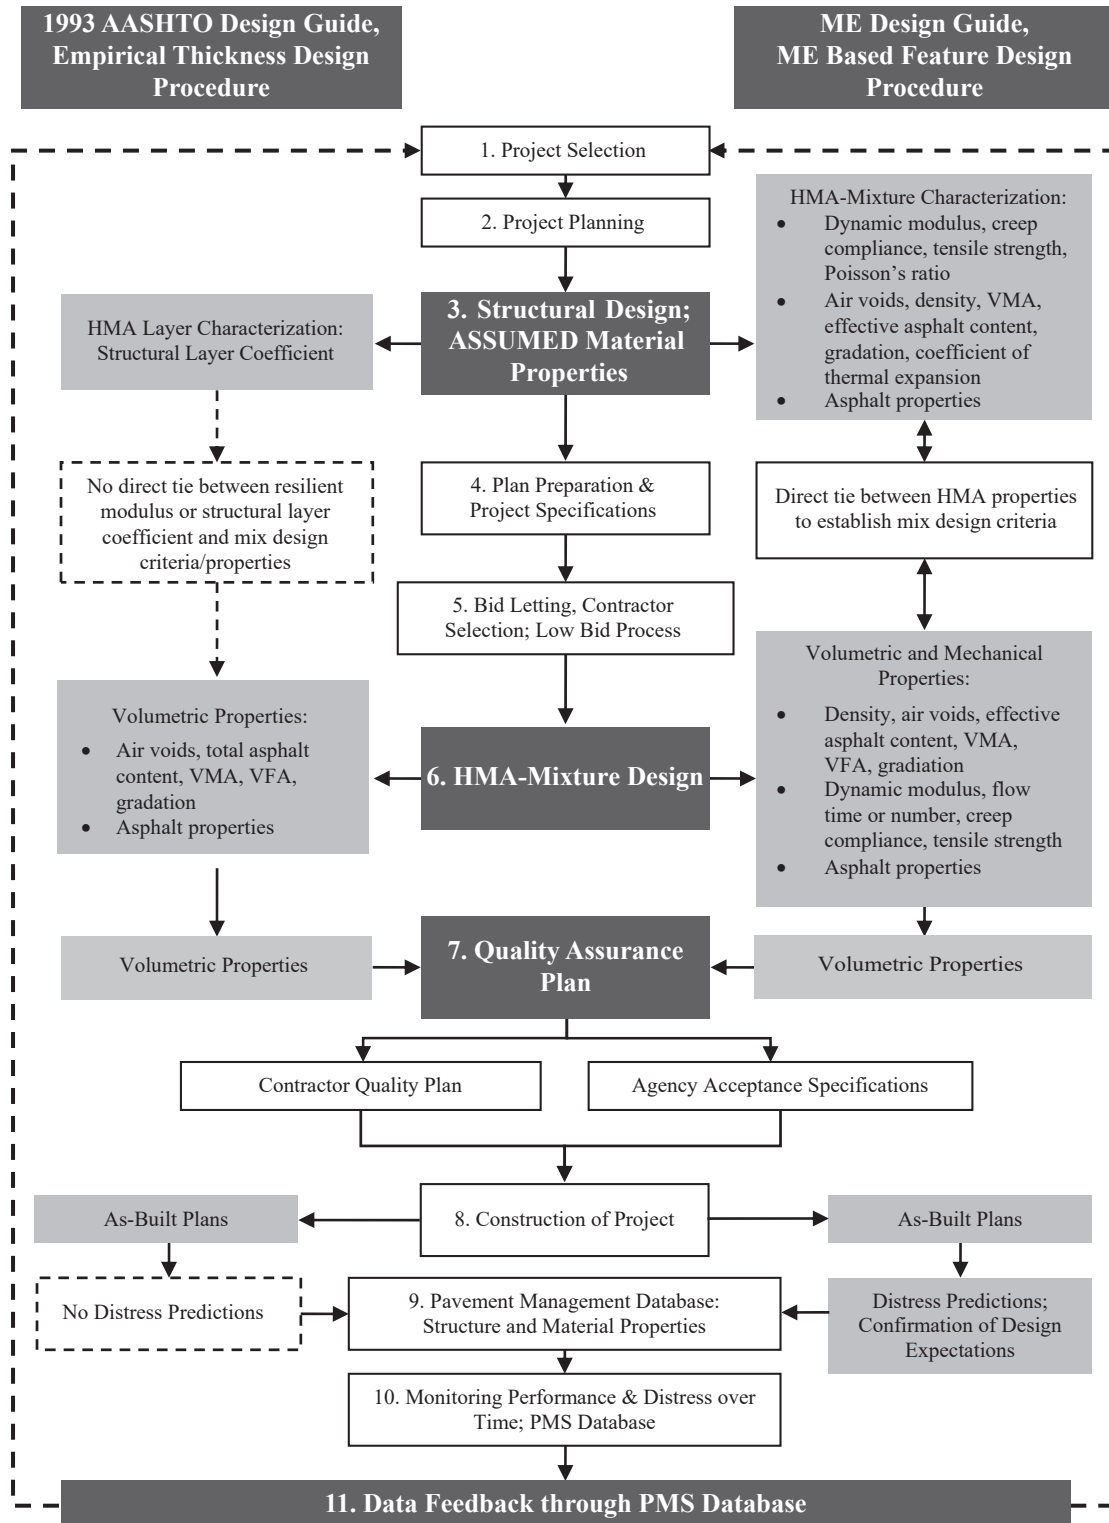 1993 AASHTO Design Guide,
Empirical Thickness Design
Procedure
ME Design Guide,
ME Based Feature Design
Procedure
1. Project Selection
2. Project Planning
3. Structural Design;
ASSUMED Material
Properties
HMA Layer Characterization:
Structural Layer Coefficient
HMA-Mixture Characterization:
• Dynamic modulus, creep
compliance, tensile strength,
Poisson's ratio
• Air voids, density, VMA,
effective asphalt content,
gradation, coefficient of
thermal expansion
• Asphalt properties
No direct tie between resilient
modulus or structural layer
coefficient and mix design
criteria/properties
4. Plan Preparation &
Project Specifications
Direct tie between HMA properties
to establish mix design criteria
5. Bid Letting, Contractor
Selection; Low Bid Process
Volumetric Properties:
• Air voids, total asphalt
content, VMA, VFA,
gradation
• Asphalt properties
6. HMA-Mixture Design
Volumetric and Mechanical
Properties:
• Density, air voids, effective
asphalt content, VMA,
VFA, gradiation
• Dynamic modulus, flow
time or number, creep
compliance, tensile strength
• Asphalt properties
Volumetric Properties
7. Quality Assurance
Plan
Volumetric Properties
Contractor Quality Plan
Agency Acceptance Specifications
As-Built Plans
8. Construction of Project
As-Built Plans
No Distress Predictions
9. Pavement Management Database:
Structure and Material Properties
Distress Predictions;
Confirmation of Design
Expectations
10. Monitoring Performance & Distress over
Time; PMS Database
11. Data Feedback through PMS Database